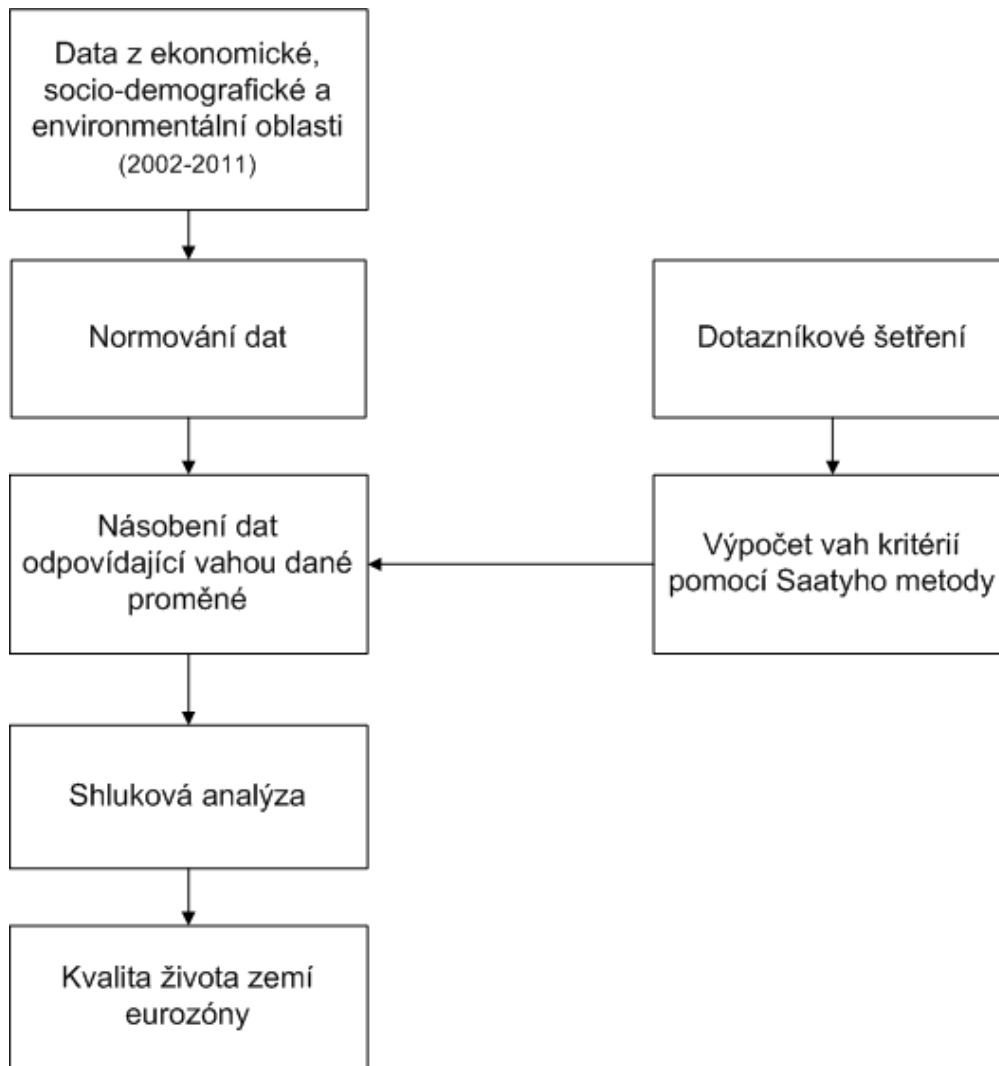 Data z ekonomické,
socio-demografické a
environmentální oblasti
(2002-2011)
Normování dat
Dotazníkové šetření
Násobení dat
odpovídající vahou dané
proměné
Výpočet vah kritérií
pomocí Saatyho metody
Shluková analýza
Kvalita života zemí
eurozóny